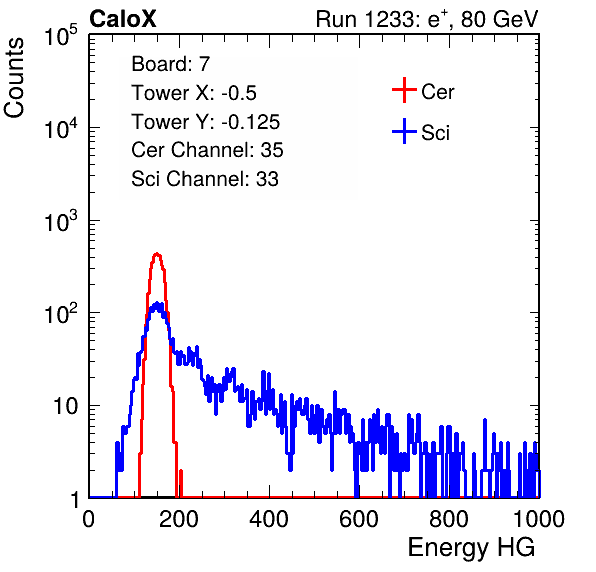 CaloX Run 1233: e⁺, 80 GeV
Counts
Board: 7
Tower X: -0.5
Tower Y: -0.125
Cer Channel: 35
Sci Channel: 33
Cer
Sci
10⁵
10⁴
10³
10²
10
1
0 200 400 600 800 1000
Energy HG